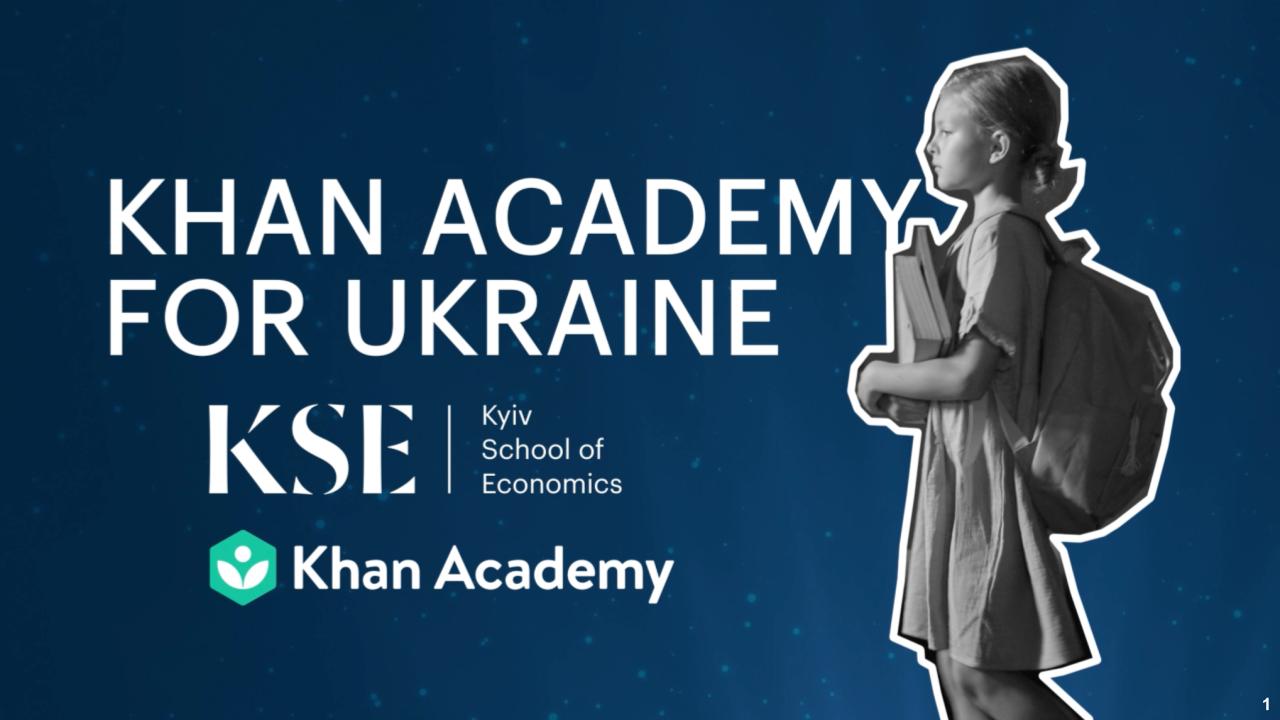 KHAN ACADEMY
FOR UKRAINE
KSE
Kyiv
School of
Economics
Khan Academy
1